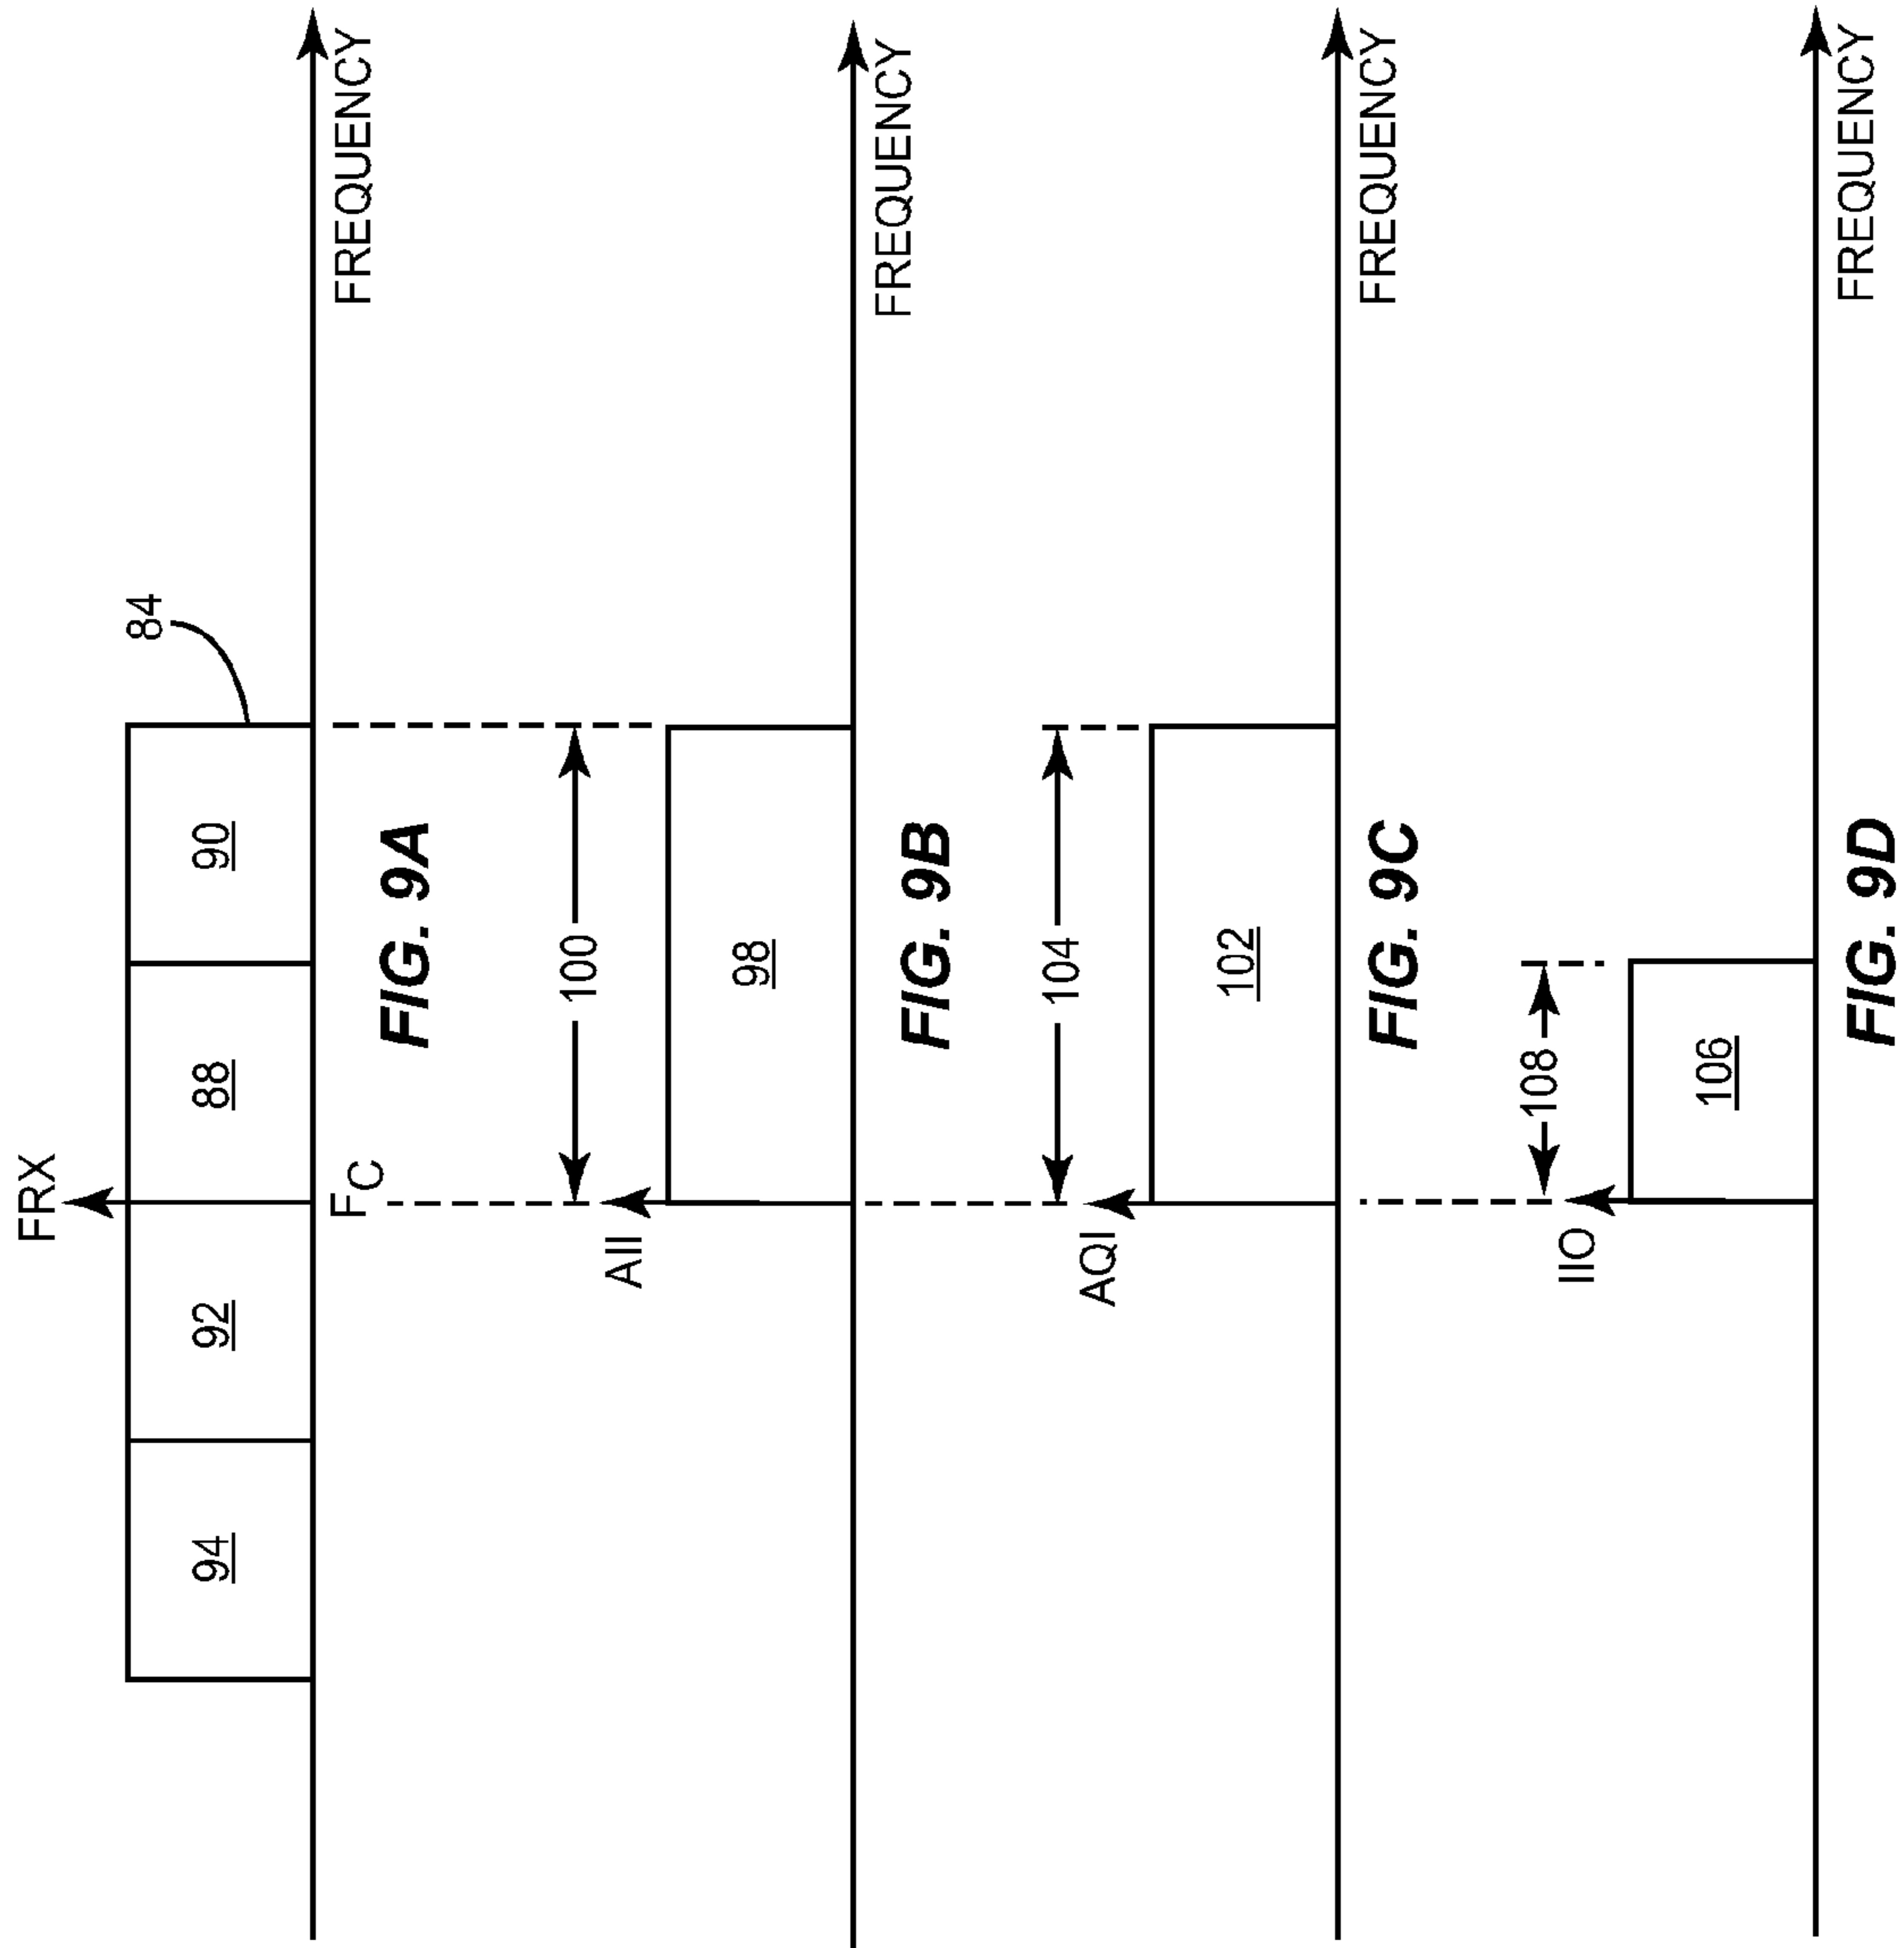 FRX
94
92
88
90
84
F C
FREQUENCY
FIG. 9A
100
AII
98
FREQUENCY
FIG. 9B
104
AQI
102
FREQUENCY
FIG. 9C
108
IIO
106
FREQUENCY
FIG. 9D